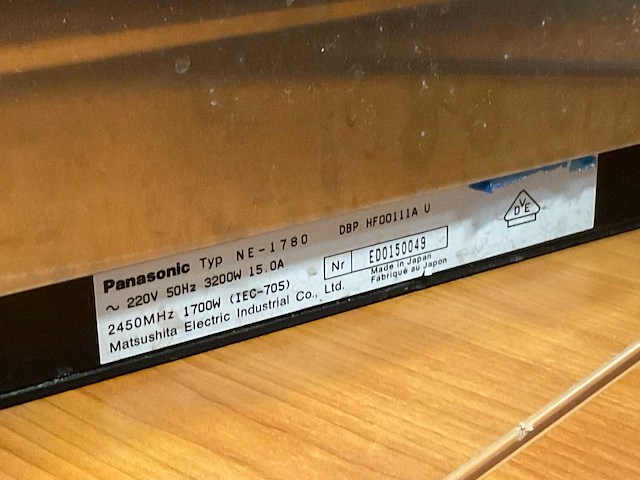 Panasonic Typ NE-1780 DBP HF00111A U
~ 220V 50Hz 3200W 15.0A
Nr ED0150049
2450MHz 1700W (IEC-705)
Made in Japan
Fabriqué au Japon
Matsushita Electric Industrial Co., Ltd.
VDE